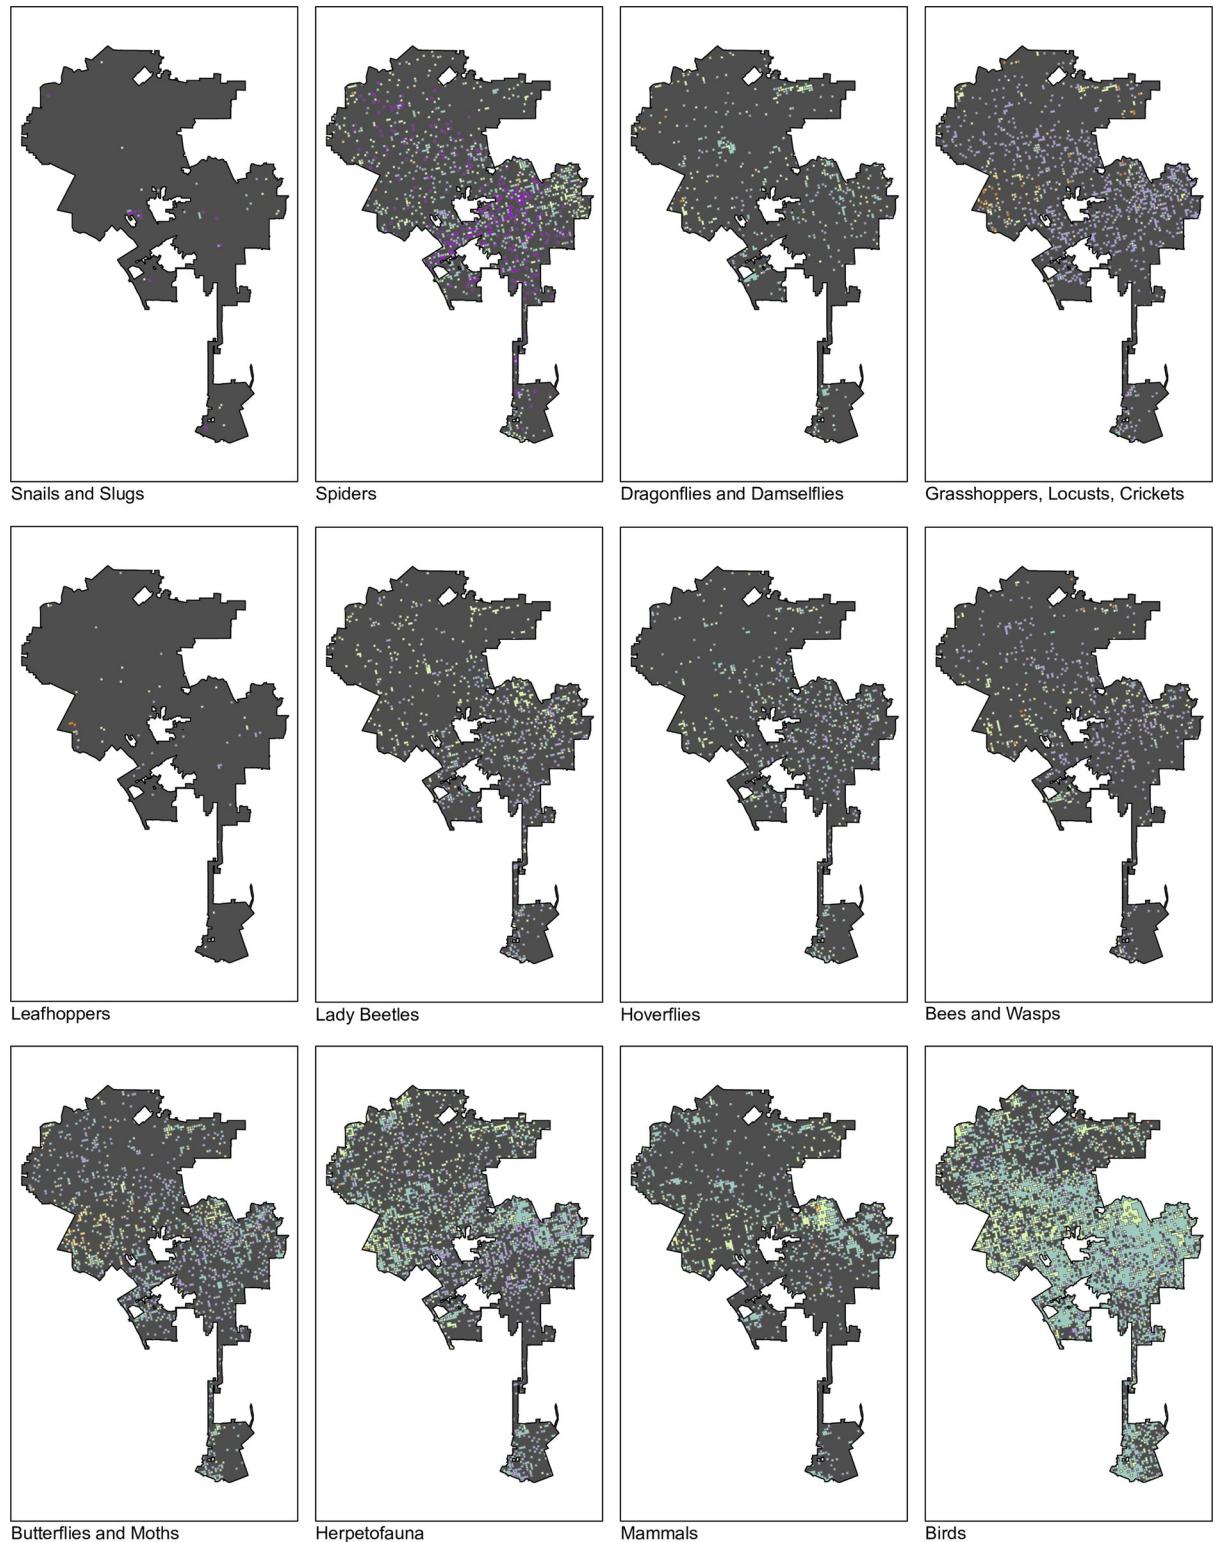 Snails and Slugs
Spiders
Dragonflies and Damselflies
Grasshoppers, Locusts, Crickets
Leafhoppers
Lady Beetles
Hoverflies
Bees and Wasps
Butterflies and Moths
Herpetofauna
Mammals
Birds